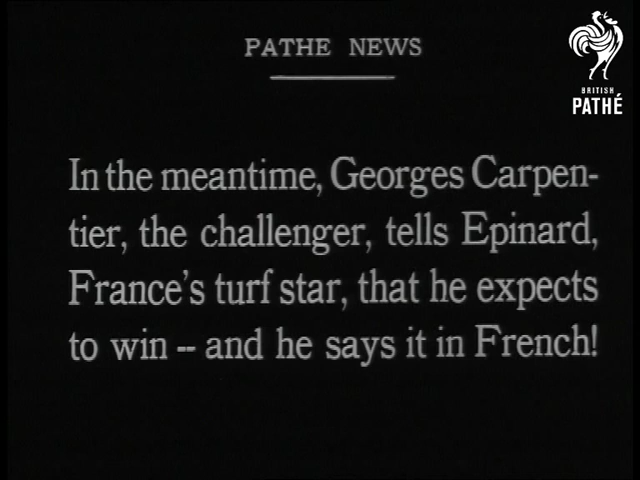 PATHE NEWS
BRITISH
PATHÉ
In the meantime, Georges Carpen-
tier, the challenger, tells Epinard,
France's turf star, that he expects
to win -- and he says it in French!